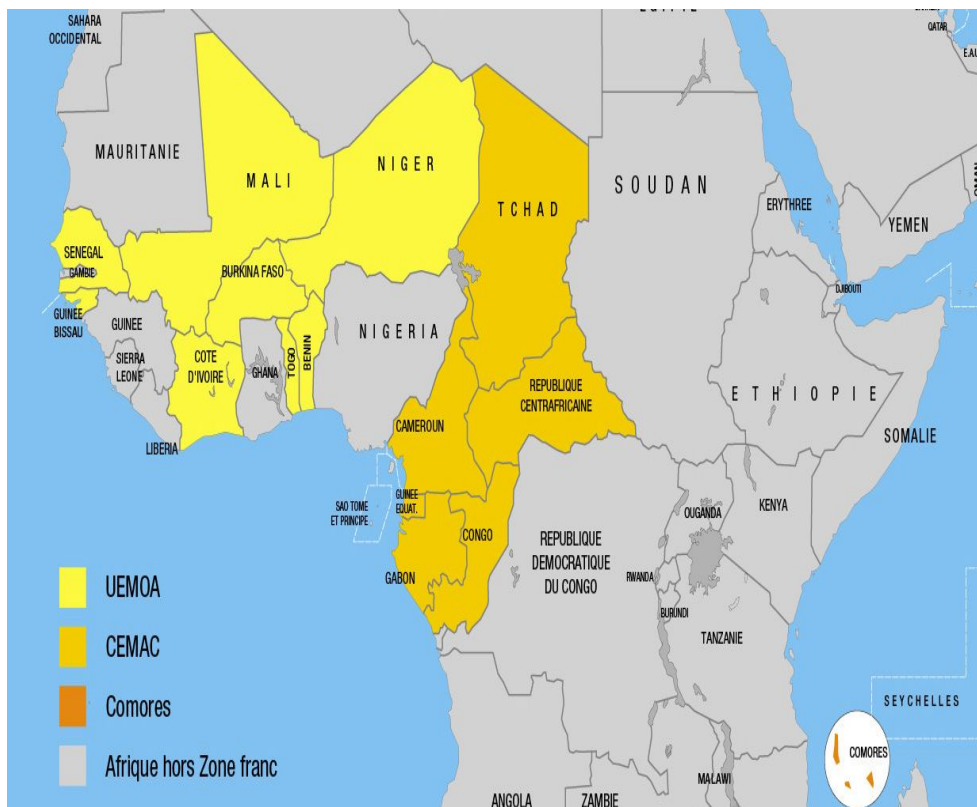 SAHARA
OCCIDENTAL
QATAR
E.A.U
MAURITANIE
MALI
NIGER
TCHAD
SOUDAN
ERYTHREE
YEMEN
OMAN
SENEGAL
GAMBIE
BURKINA FASO
DJIBOUTI
GUINEE
BISSAU
GUINEE
SIERRA
LEONE
COTE
D'IVOIRE
GHANA
TOGO
BENIN
NIGERIA
LIBERIA
REPUBLIQUE
CENTRAFRICAINE
ETHIOPIE
SOMALIE
CAMEROUN
GUINEE
EQUAT.
SAO TOME
ET PRINCIPE
CONGO
GABON
REPUBLIQUE
DEMOCRATIQUE
DU CONGO
OUGANDA
KENYA
RWANDA
BURUNDI
TANZANIE
SEYCHELLES
COMORES
MALAWI
ANGOLA
ZAMBIE
UEMOA
CEMAC
Comores
Afrique hors Zone franc